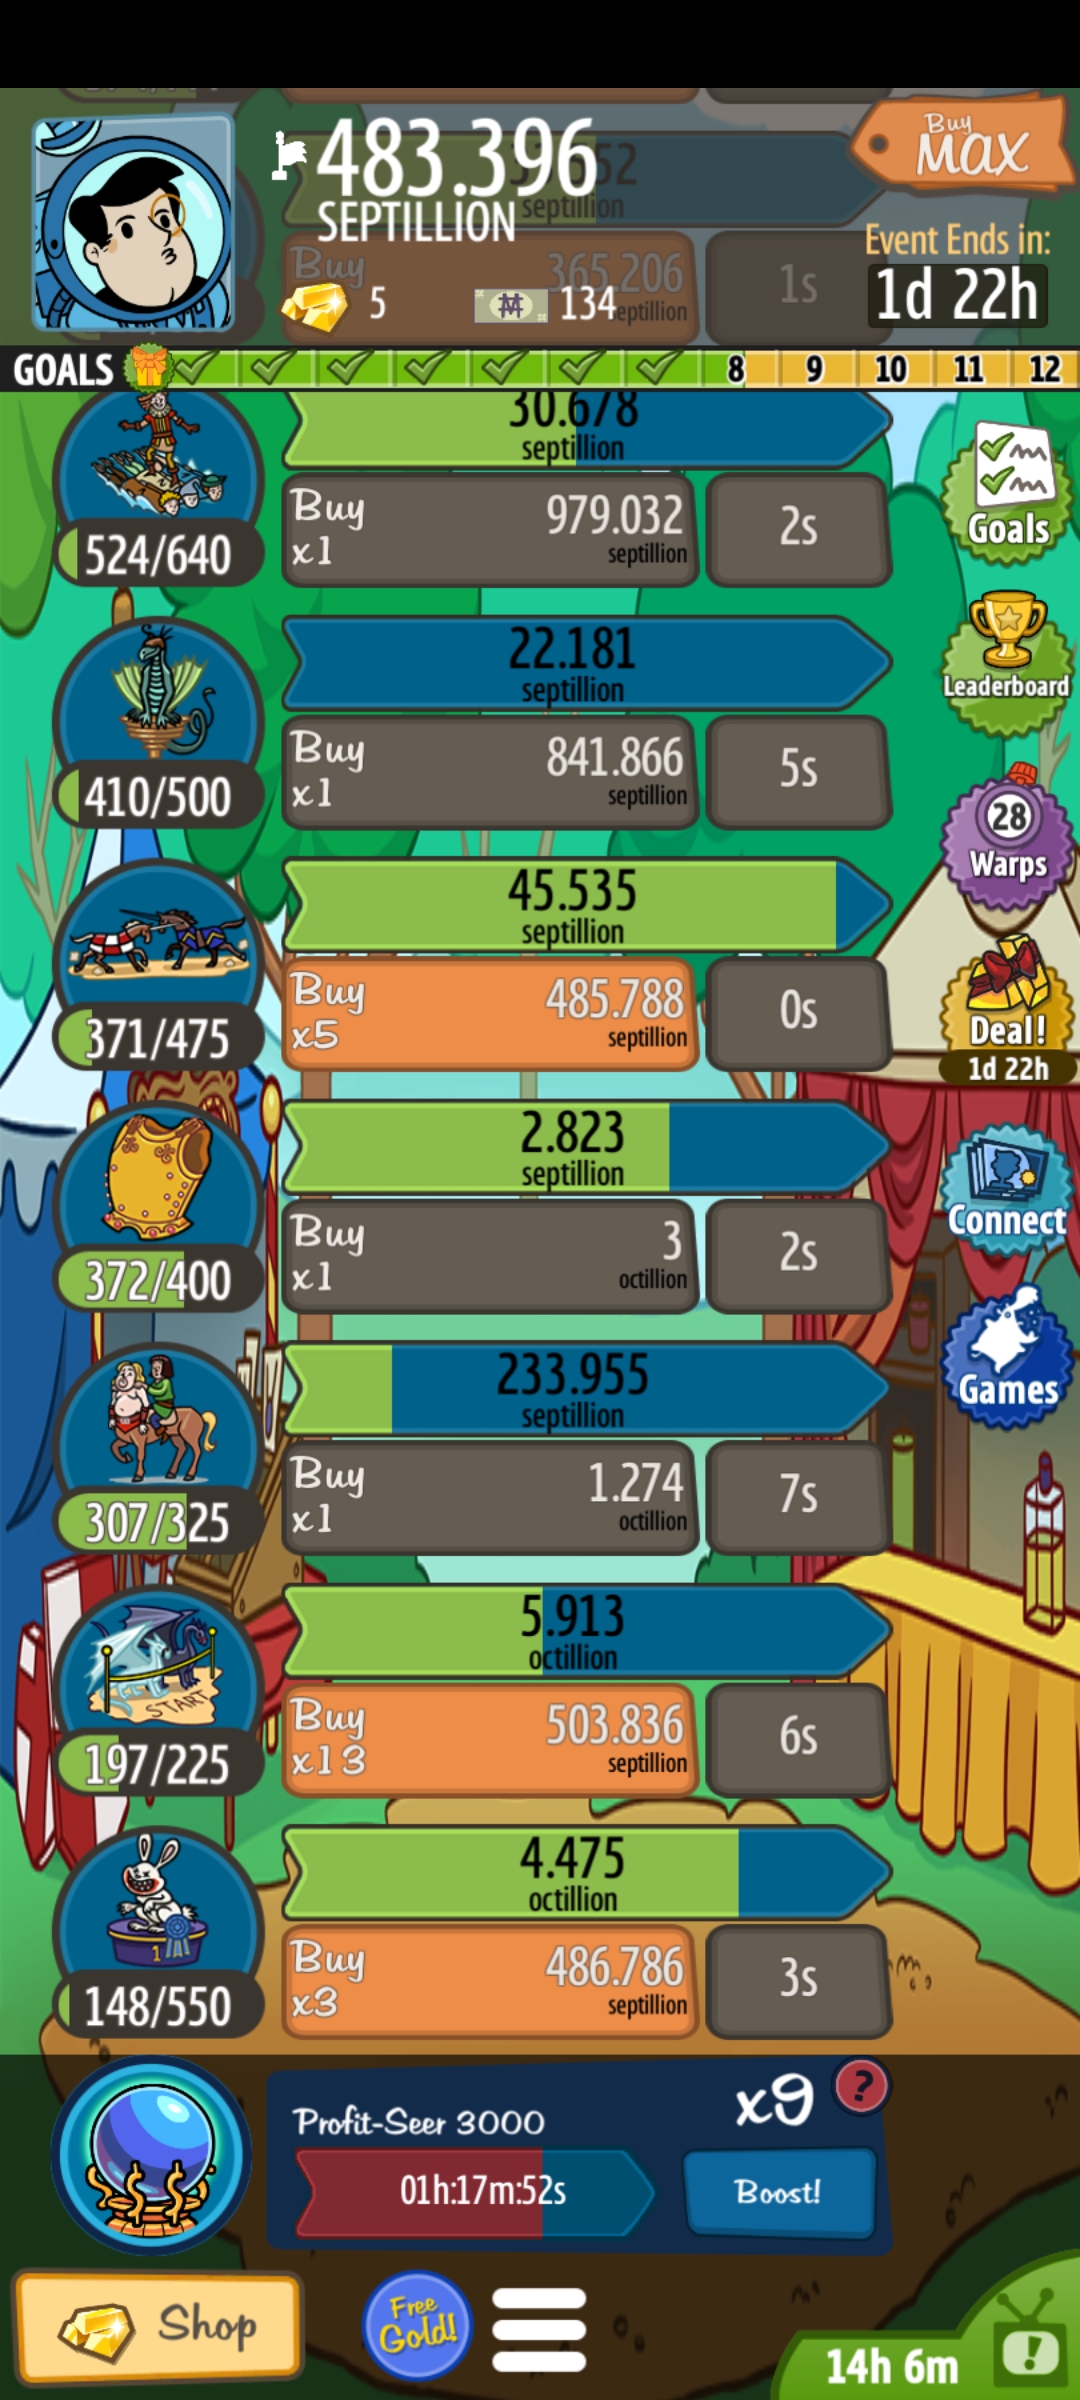 Buy
MAX
483.396
SEPTILLION
septillion
Buy
365.206
septillion
1s
5
134
Event Ends in:
1d 22h
GOALS 8 9 10 11 12
30.678
septillion
Buy
x1
979.032
septillion
2s
524/640
Goals
22.181
septillion
Buy
x1
841.866
septillion
5s
410/500
Leaderboard
28
Warps
45.535
septillion
Buy
x5
485.788
septillion
0s
371/475
Deal!
1d 22h
2.823
septillion
Buy
x1
3
octillion
2s
372/400
Connect
233.955
septillion
Buy
x1
1.274
octillion
7s
307/325
Games
5.913
octillion
START
Buy
x13
503.836
septillion
6s
197/225
4.475
octillion
1
Buy
x3
486.786
septillion
3s
148/550
Profit-Seer 3000
x9
?
01h:17m:52s
Boost!
Shop
Free
Gold!
14h 6m
!